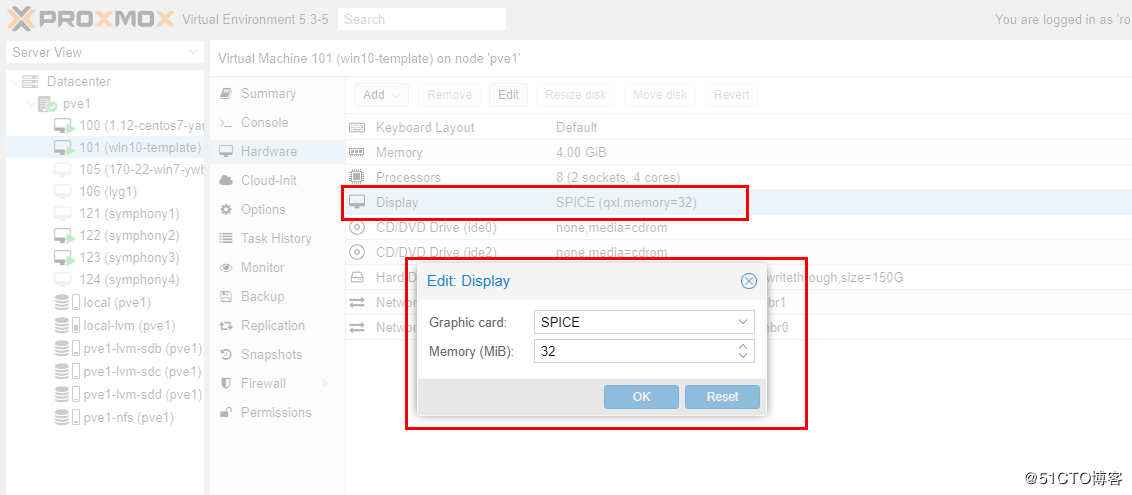 PROXMOX Virtual Environment 5.3-5 Search You are logged in as 'ro
Server View
Datacenter
pve1
100 (1.12-centos7-yar
101 (win10-template)
105 (170-22-win7-ywb
106 (lyg1)
121 (symphony1)
122 (symphony2)
123 (symphony3)
124 (symphony4)
local (pve1)
local-lvm (pve1)
pve1-lvm-sdb (pve1)
pve1-lvm-sdc (pve1)
pve1-lvm-sdd (pve1)
pve1-nfs (pve1)
Virtual Machine 101 (win10-template) on node 'pve1'
Summary
Console
Hardware
Cloud-Init
Options
Task History
Monitor
Backup
Replication
Snapshots
Firewall
Permissions
Add Remove Edit Resize disk Move disk Revert
Keyboard Layout Default
Memory 4.00 GiB
Processors 8 (2 sockets, 4 cores)
Display SPICE (qxl,memory=32)
CD/DVD Drive (ide0) none,media=cdrom
CD/DVD Drive (ide2) none,media=cdrom
Hard D writethrough,size=150G
Networ br1
Networ br0
Edit: Display
Graphic card: SPICE
Memory (MiB): 32
OK Reset
@51CTO博客